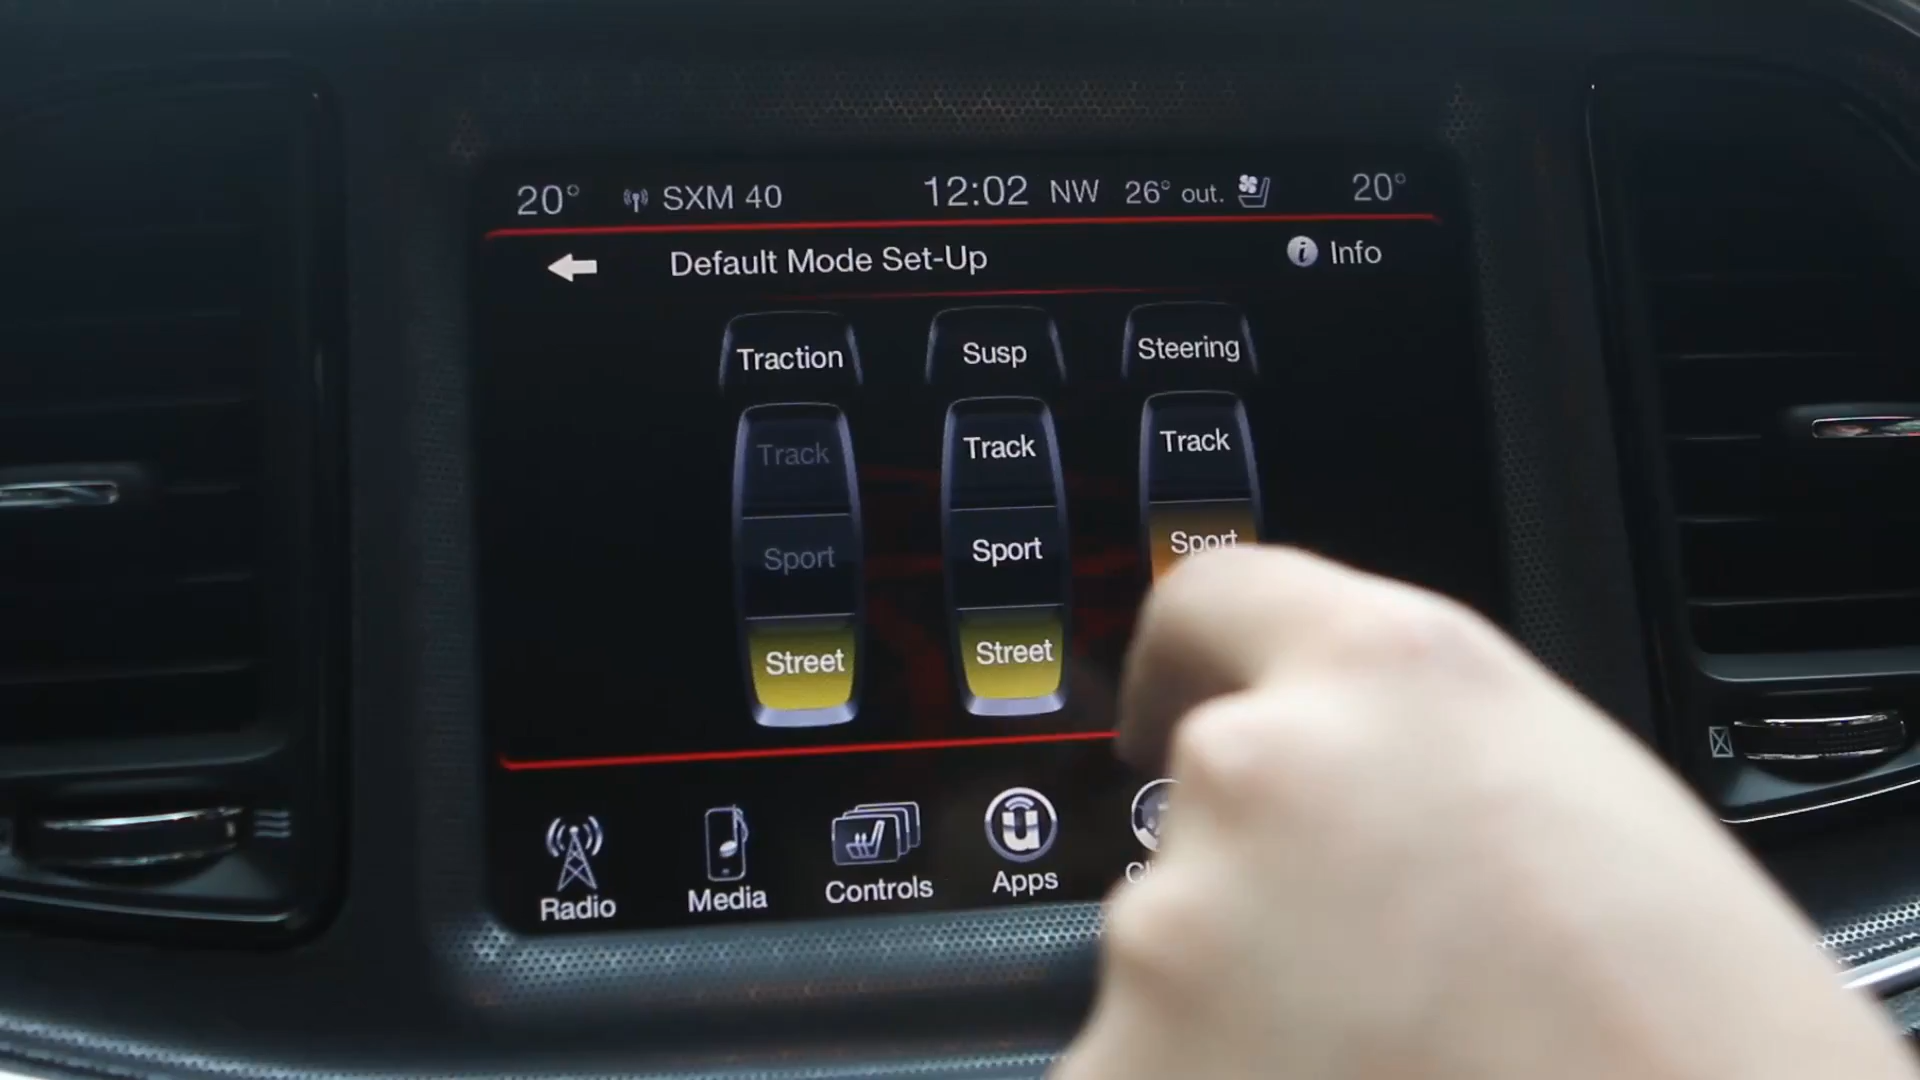 20° SXM 40 12:02 NW 26° out. 20°
Default Mode Set-Up i Info
Traction Susp Steering
Track Track Track
Sport Sport Sport
Street Street
Radio Media Controls Apps